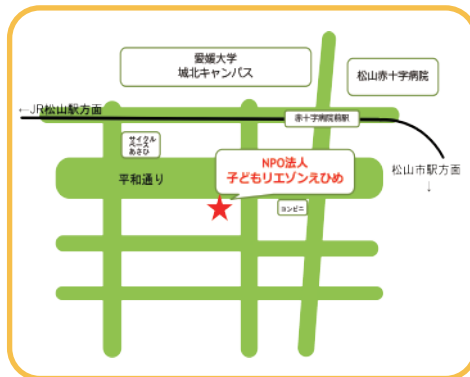 愛媛大学
城北キャンパス
松山赤十字病院
←JR松山駅方面
赤十字病院前駅
サイクル
ベース
あさひ
NPO法人
子どもリエゾンえひめ
松山市駅方面
↓
平和通り
コンビニ